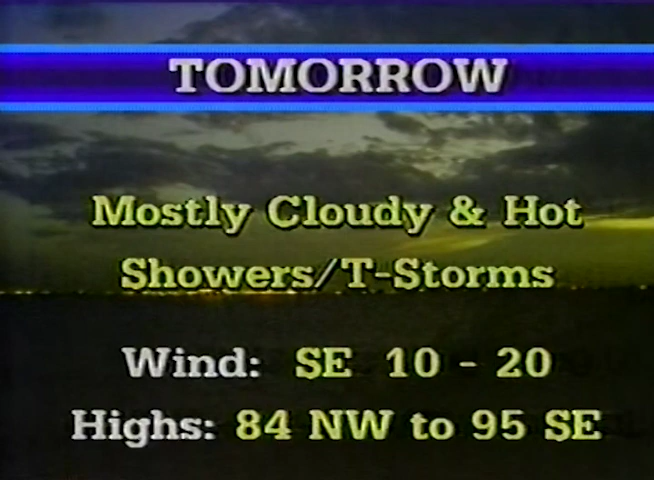 TOMORROW
Mostly Cloudy & Hot
Showers/T-Storms
Wind: SE 10 - 20
Highs: 84 NW to 95 SE